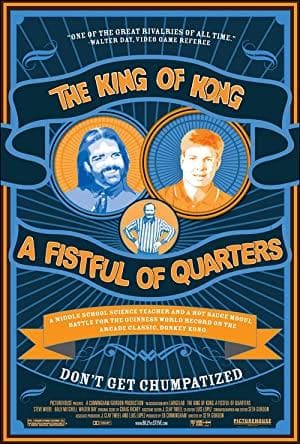 "ONE OF THE GREAT RIVALRIES OF ALL TIME."
-WALTER DAY, VIDEO GAME REFEREE
THE KING OF KONG
A FISTFUL OF QUARTERS
A MIDDLE SCHOOL SCIENCE TEACHER AND A HOT SAUCE MOGUL
BATTLE FOR THE GUINNESS WORLD RECORD ON THE
ARCADE CLASSIC, DONKEY KONG.
DON'T GET CHUMPATIZED
PICTUREHOUSE